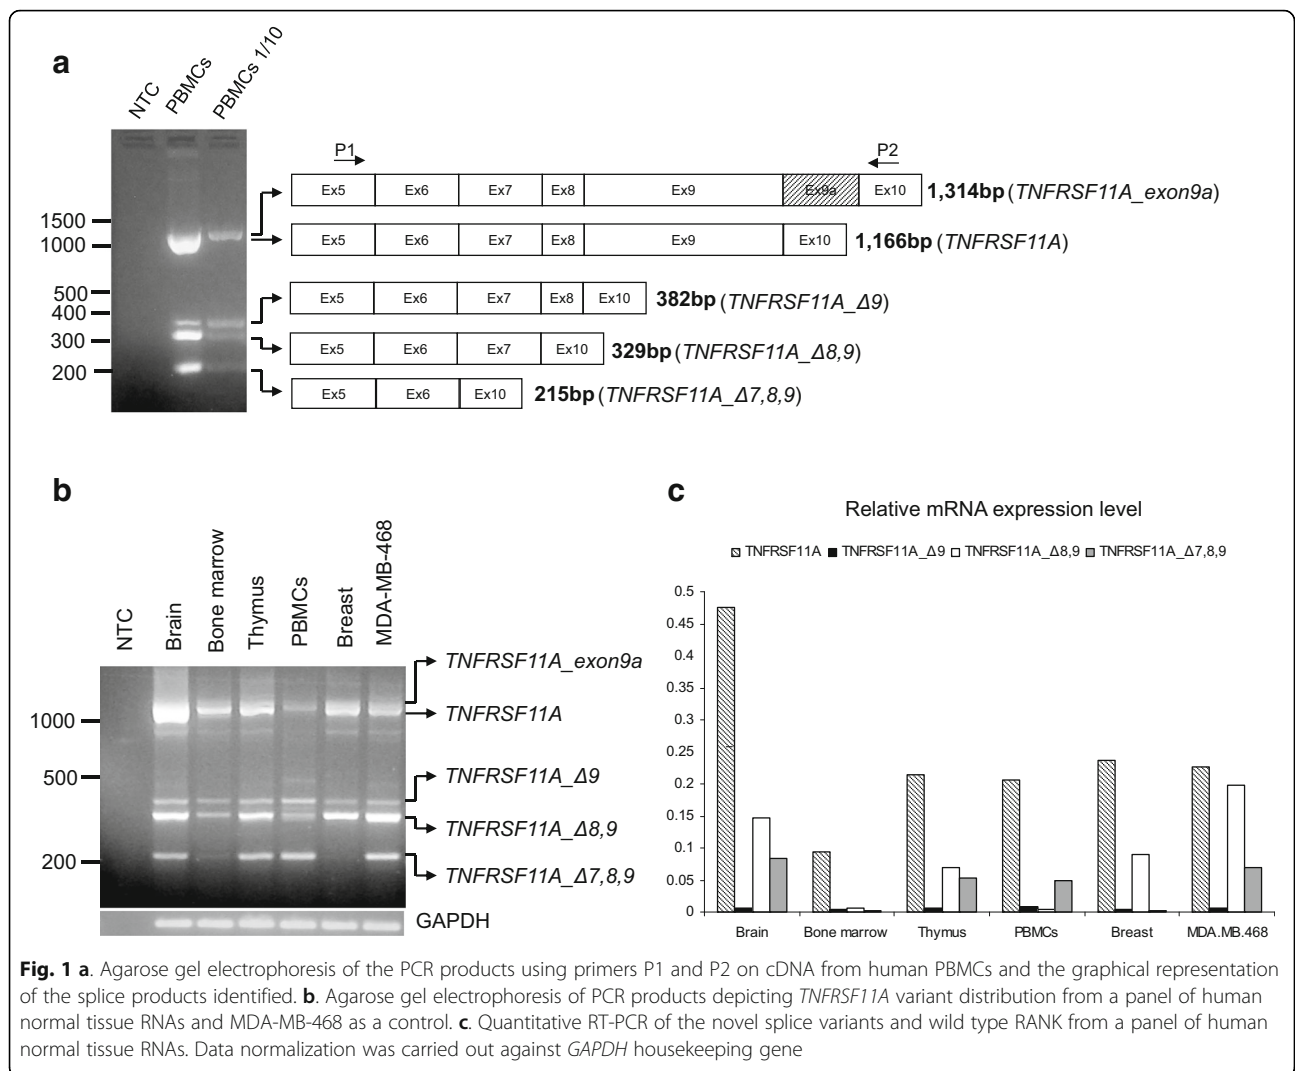 a
NTC
PBMCs
PBMCs 1/10
P1
P2
1500
1000
500
400
300
200
Ex5 Ex6 Ex7 Ex8 Ex9 Ex9a Ex10 1,314bp (TNFRSF11A_exon9a)
Ex5 Ex6 Ex7 Ex8 Ex9 Ex10 1,166bp (TNFRSF11A)
Ex5 Ex6 Ex7 Ex8 Ex10 382bp (TNFRSF11A_Δ9)
Ex5 Ex6 Ex7 Ex10 329bp (TNFRSF11A_Δ8,9)
Ex5 Ex6 Ex10 215bp (TNFRSF11A_Δ7,8,9)
b
NTC
Brain
Bone marrow
Thymus
PBMCs
Breast
MDA-MB-468
1000
500
200
TNFRSF11A_exon9a
TNFRSF11A
TNFRSF11A_Δ9
TNFRSF11A_Δ8,9
TNFRSF11A_Δ7,8,9
GAPDH
c
Relative mRNA expression level
TNFRSF11A TNFRSF11A_Δ9 TNFRSF11A_Δ8,9 TNFRSF11A_Δ7,8,9
0.5
0.45
0.4
0.35
0.3
0.25
0.2
0.15
0.1
0.05
0
Brain Bone marrow Thymus PBMCs Breast MDA.MB.468
Fig. 1 a. Agarose gel electrophoresis of the PCR products using primers P1 and P2 on cDNA from human PBMCs and the graphical representation
of the splice products identified. b. Agarose gel electrophoresis of PCR products depicting TNFRSF11A variant distribution from a panel of human
normal tissue RNAs and MDA-MB-468 as a control. c. Quantitative RT-PCR of the novel splice variants and wild type RANK from a panel of human
normal tissue RNAs. Data normalization was carried out against GAPDH housekeeping gene